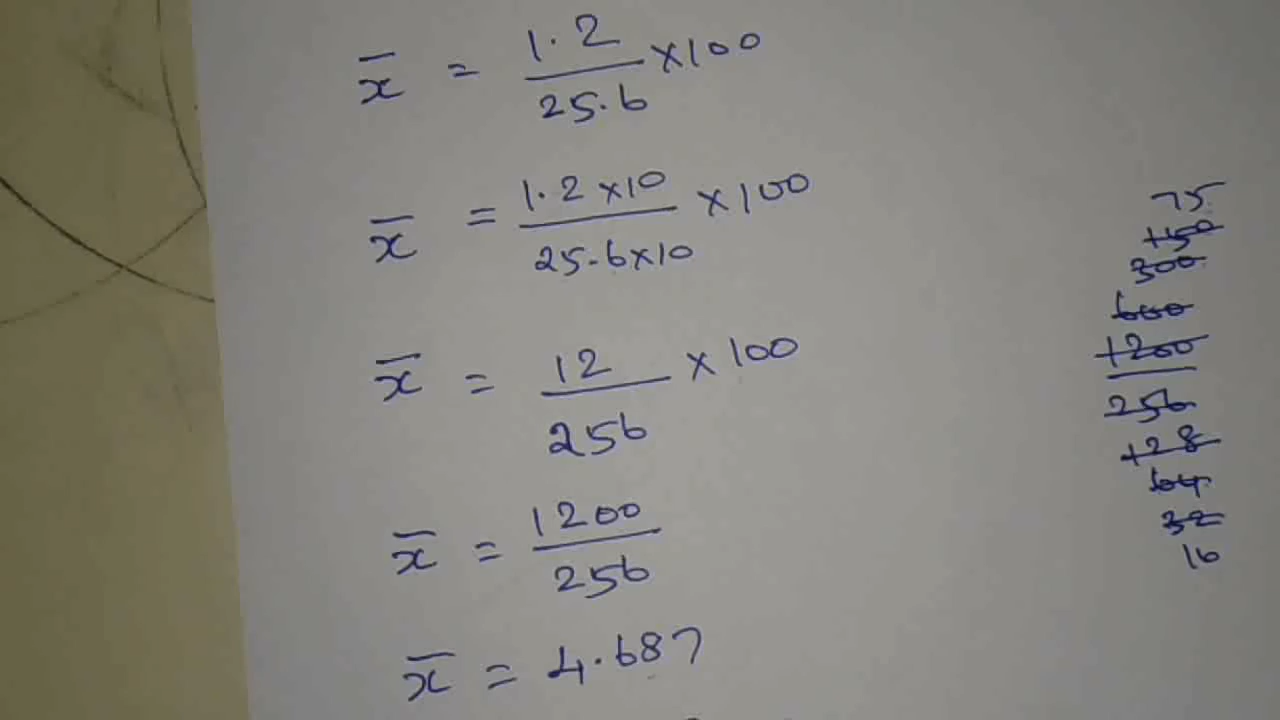 x̄ = 1.2/25.6 ×100
x̄ = 1.2×10/25.6×10 ×100
x̄ = 12/256 ×100
x̄ = 1200/256
x̄ = 4.687
75
150
300
600
1200
256
128
64
32
16